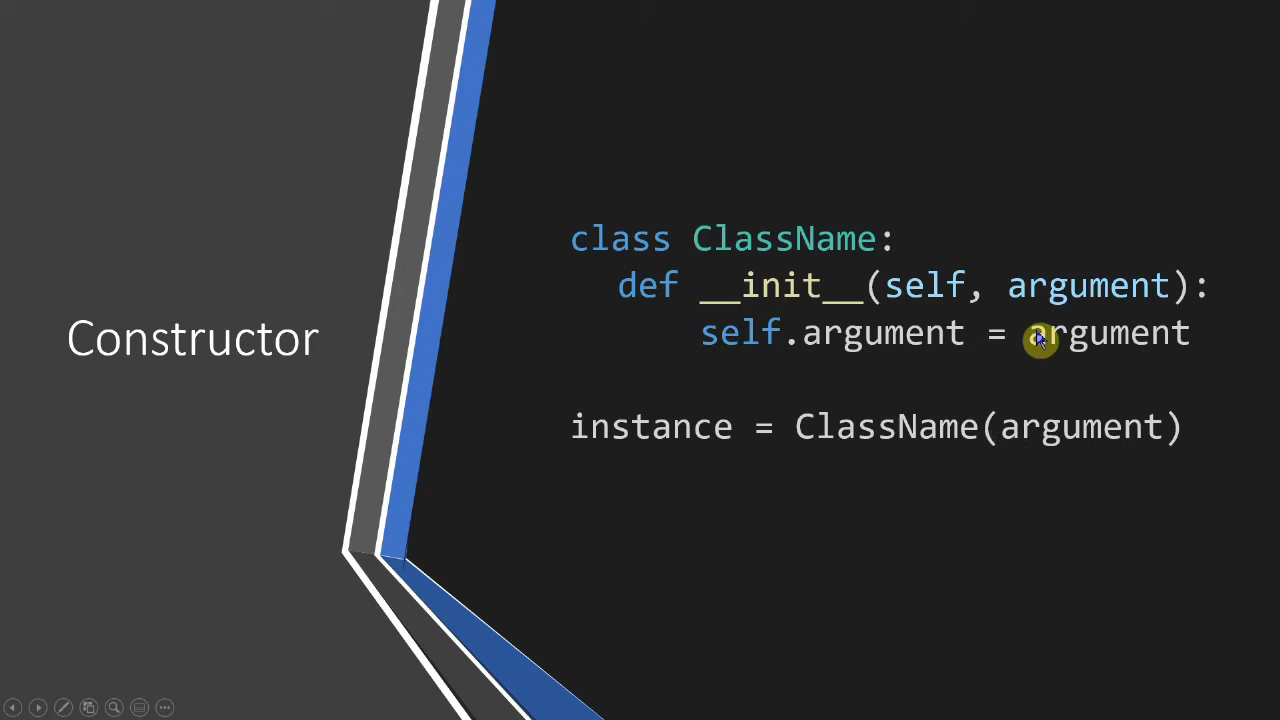 Constructor
class ClassName:
def __init__(self, argument):
self.argument = argument
instance = ClassName(argument)